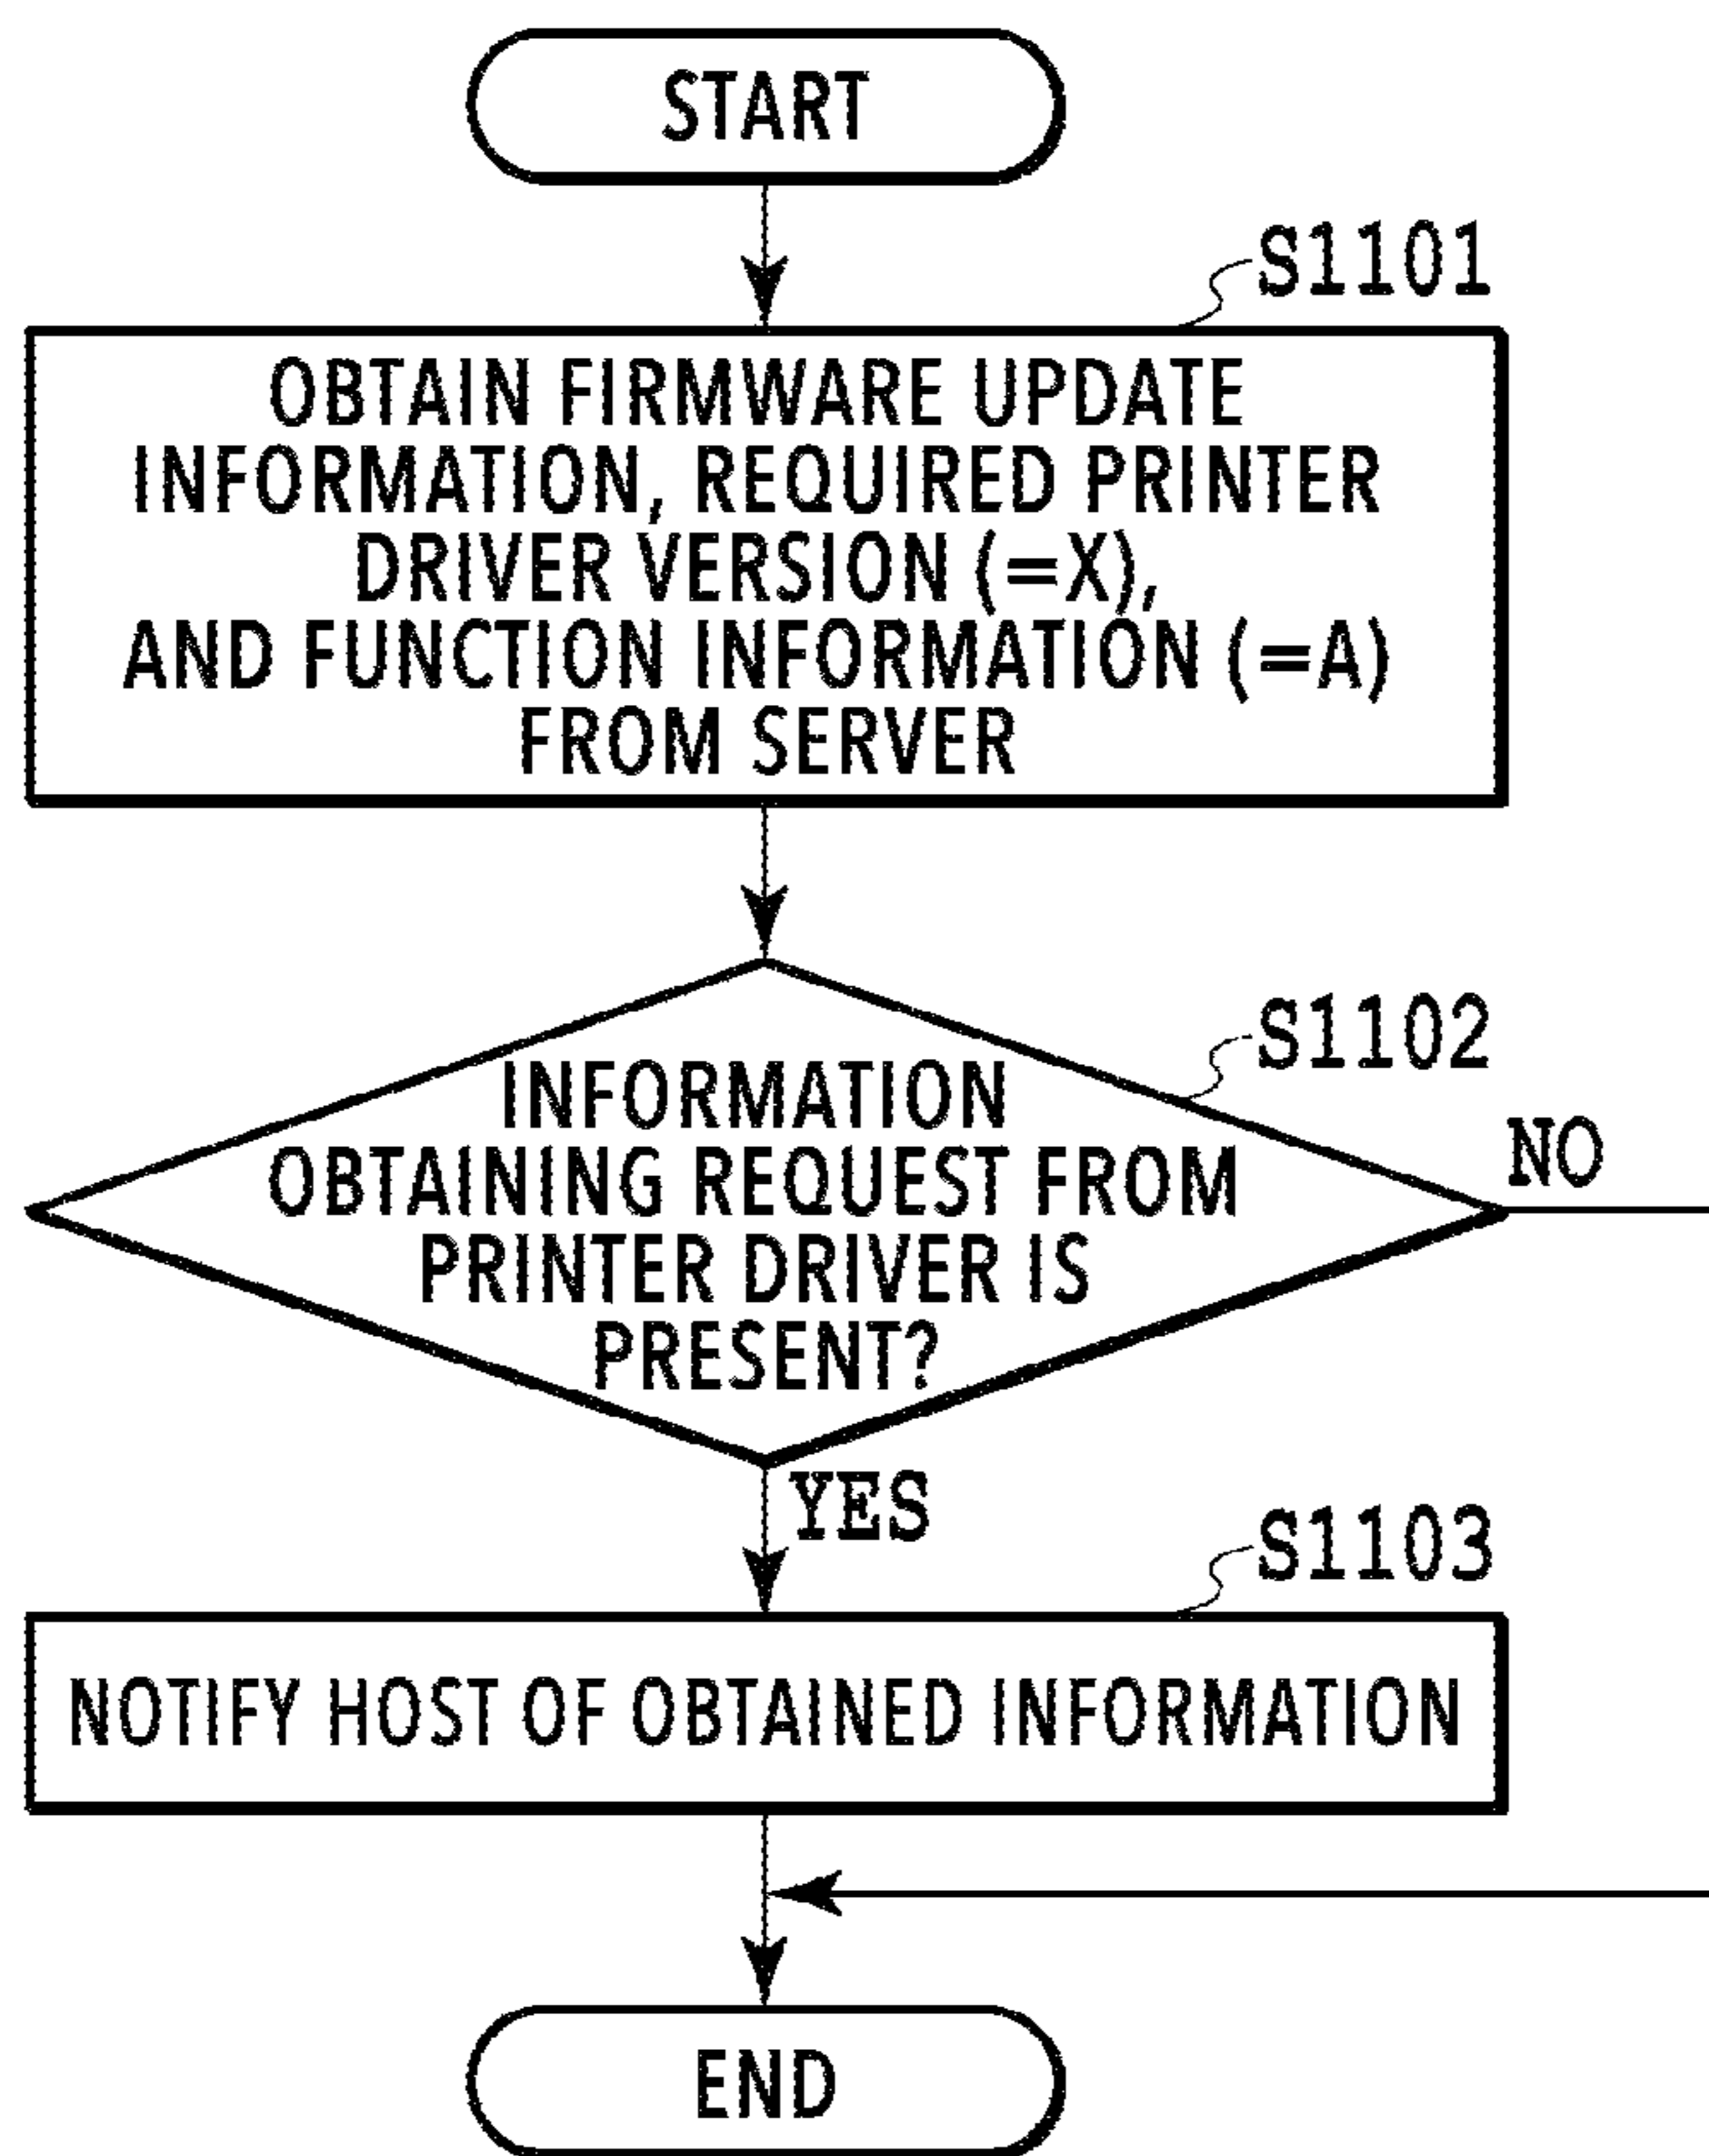 START
S1101
OBTAIN FIRMWARE UPDATE
INFORMATION, REQUIRED PRINTER
DRIVER VERSION (=X),
AND FUNCTION INFORMATION (=A)
FROM SERVER
S1102
INFORMATION
OBTAINING REQUEST FROM
PRINTER DRIVER IS
PRESENT?
NO
YES
S1103
NOTIFY HOST OF OBTAINED INFORMATION
END